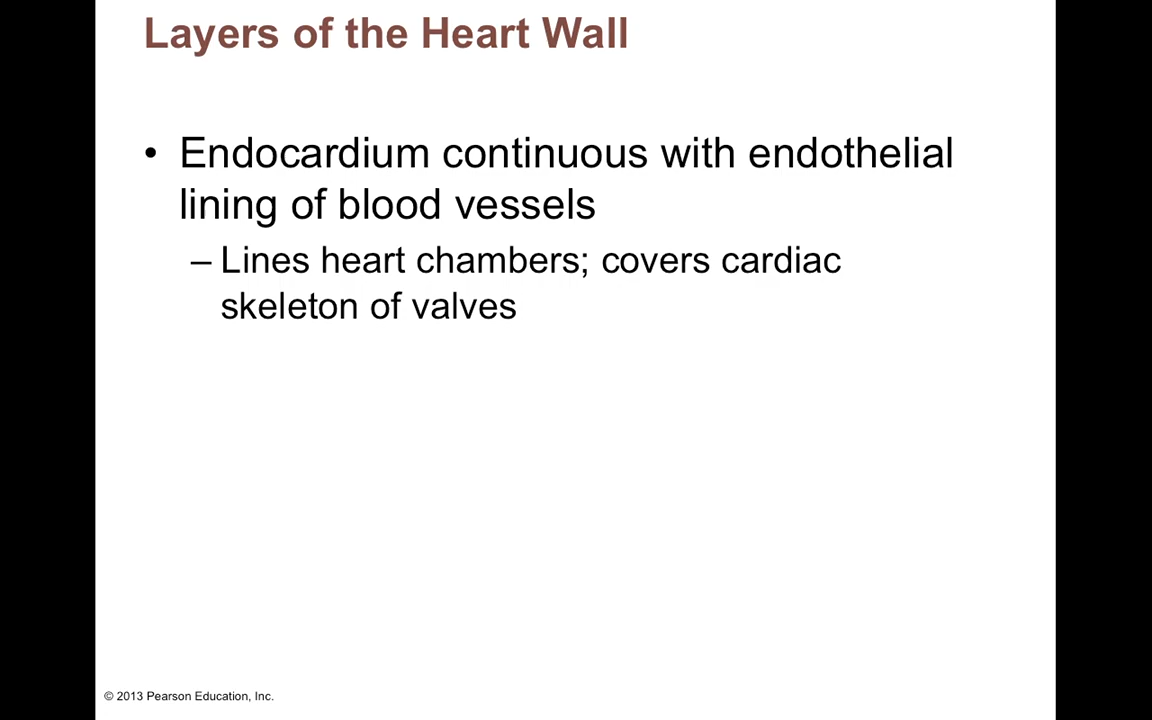 Layers of the Heart Wall
• Endocardium continuous with endothelial
lining of blood vessels
– Lines heart chambers; covers cardiac
skeleton of valves
© 2013 Pearson Education, Inc.